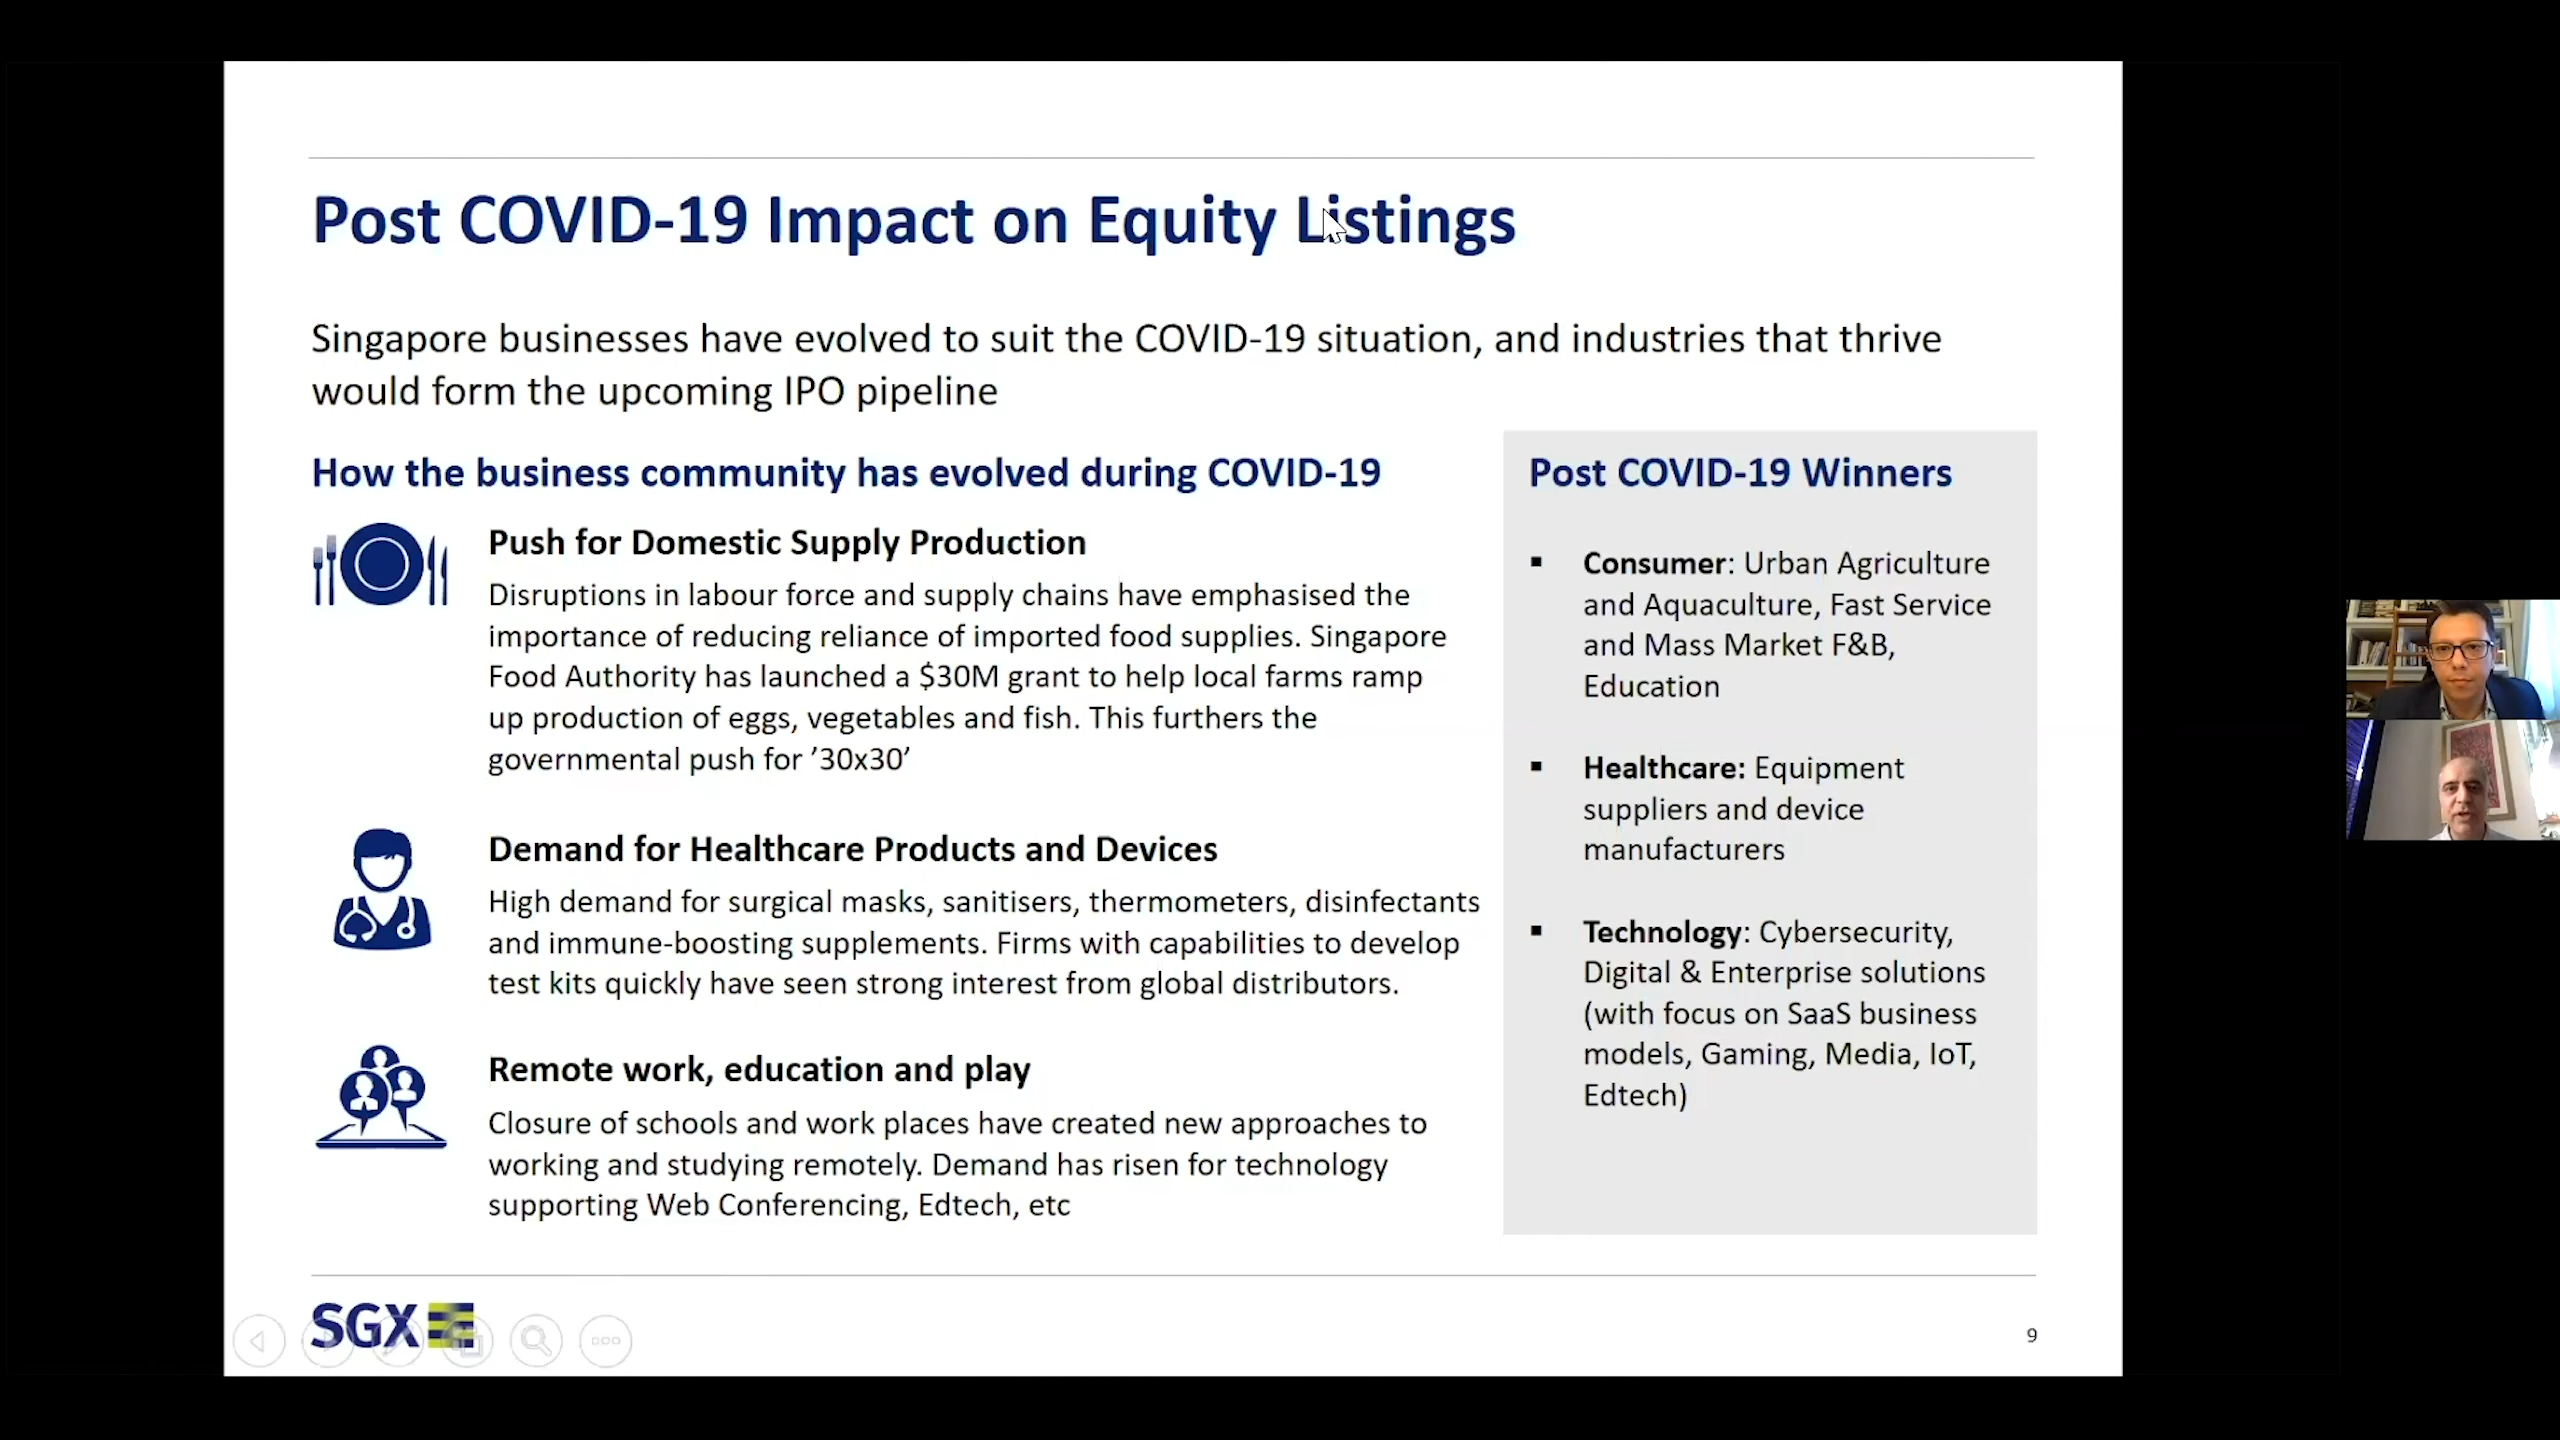 Post COVID-19 Impact on Equity Listings
Singapore businesses have evolved to suit the COVID-19 situation, and industries that thrive
would form the upcoming IPO pipeline
How the business community has evolved during COVID-19
Push for Domestic Supply Production
Disruptions in labour force and supply chains have emphasised the
importance of reducing reliance of imported food supplies. Singapore
Food Authority has launched a $30M grant to help local farms ramp
up production of eggs, vegetables and fish. This furthers the
governmental push for ’30x30’
Demand for Healthcare Products and Devices
High demand for surgical masks, sanitisers, thermometers, disinfectants
and immune-boosting supplements. Firms with capabilities to develop
test kits quickly have seen strong interest from global distributors.
Remote work, education and play
Closure of schools and work places have created new approaches to
working and studying remotely. Demand has risen for technology
supporting Web Conferencing, Edtech, etc
Post COVID-19 Winners
▪ Consumer: Urban Agriculture
and Aquaculture, Fast Service
and Mass Market F&B,
Education
▪ Healthcare: Equipment
suppliers and device
manufacturers
▪ Technology: Cybersecurity,
Digital & Enterprise solutions
(with focus on SaaS business
models, Gaming, Media, IoT,
Edtech)
SGX
9